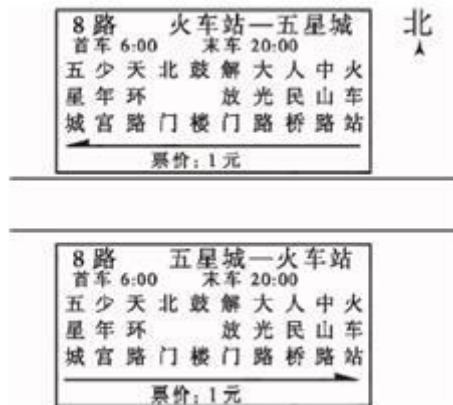 8路 火车站—五星城
北
首车 6:00 末车 20:00
五少天北鼓解大人中火
星年环 放光民山车
城宫路门楼门路桥路站
票价:1元
8路 五星城—火车站
首车 6:00 末车 20:00
五少天北鼓解大人中火
星年环 放光民山车
城宫路门楼门路桥路站
票价:1元